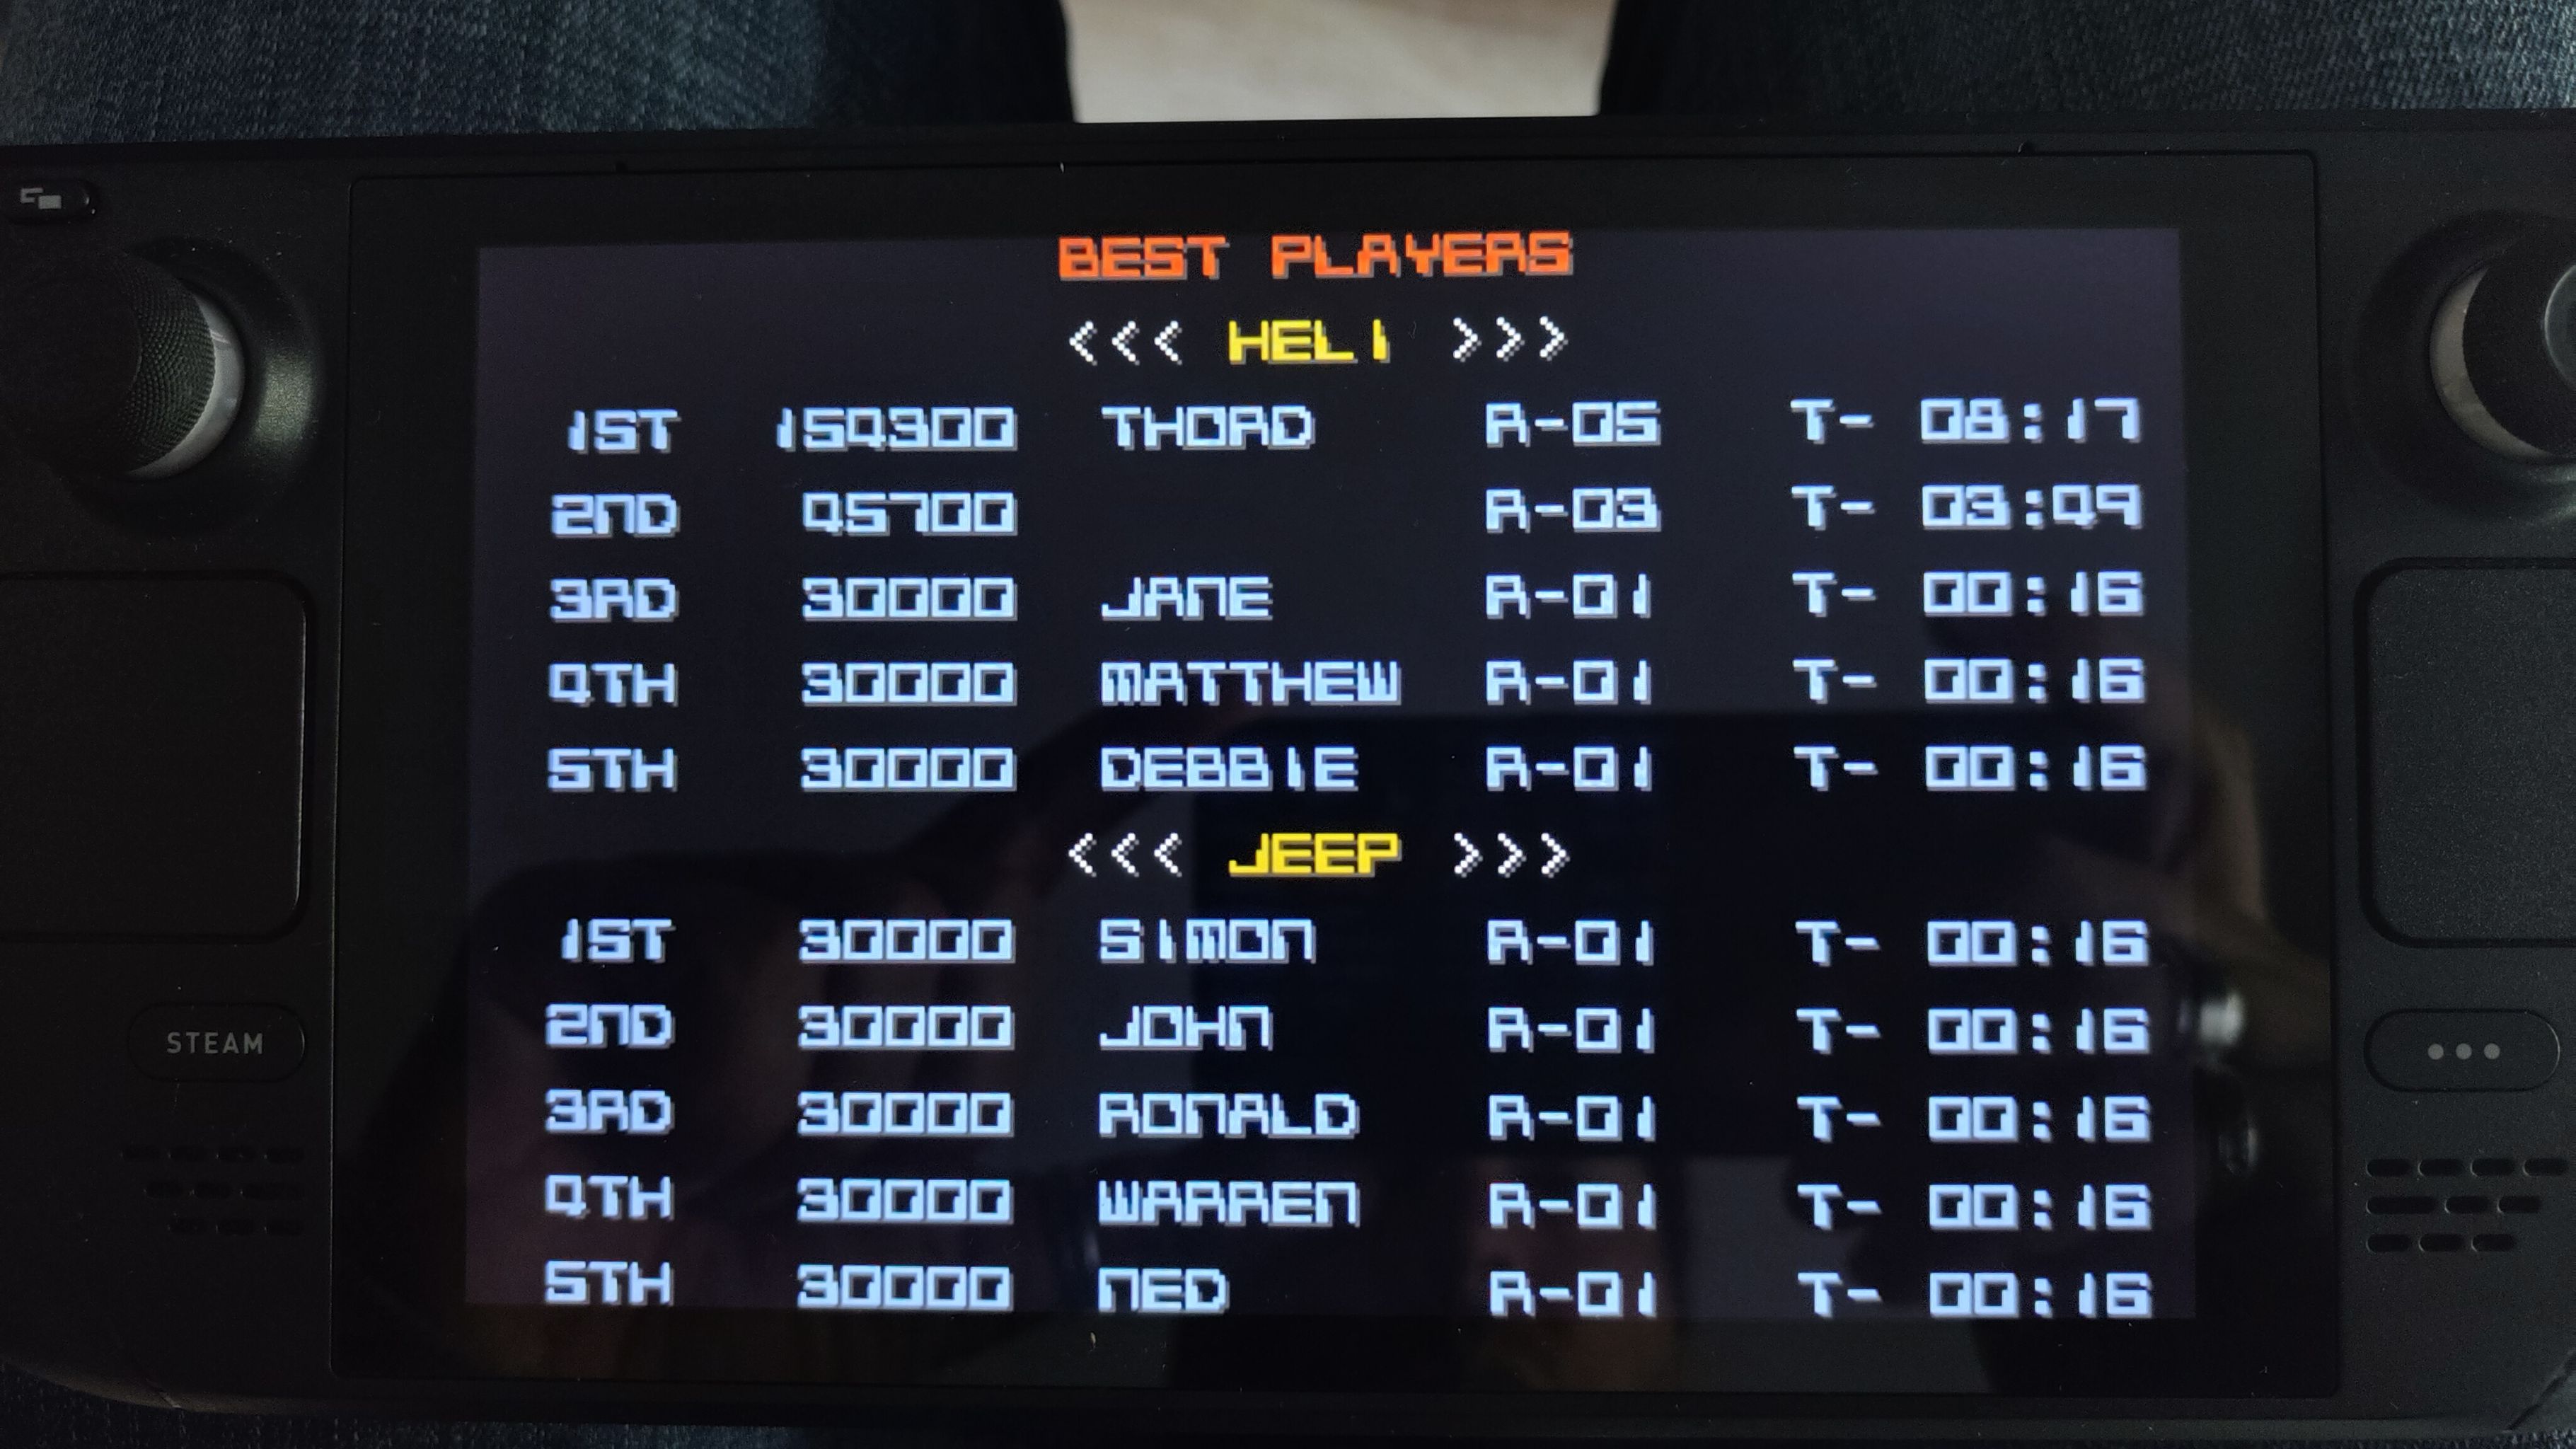 BEST PLAYERS
<<< HELI >>>
1ST 154300 THORD R-05 T- 08:17
2ND 45700 R-03 T- 03:49
3RD 30000 JANE R-01 T- 00:16
4TH 30000 MATTHEW R-01 T- 00:16
5TH 30000 DEBBIE R-01 T- 00:16
<<< JEEP >>>
1ST 30000 SIMON R-01 T- 00:16
2ND 30000 JOHN R-01 T- 00:16
3RD 30000 RONALD R-01 T- 00:16
4TH 30000 WARREN R-01 T- 00:16
5TH 30000 NED R-01 T- 00:16
STEAM